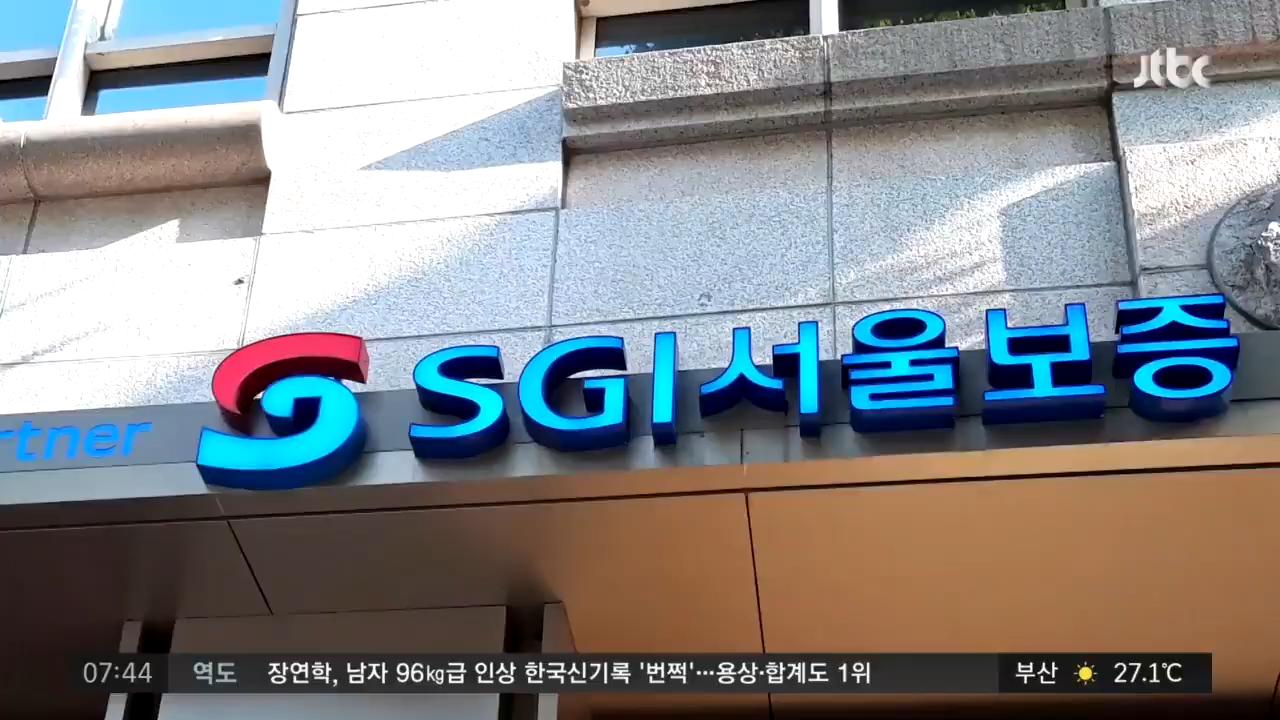 jtbc
SGI서울보증
rtner
07:44 역도 장연학, 남자 96kg급 인상 한국신기록 '번쩍'…용상·합계도 1위 부산 27.1℃